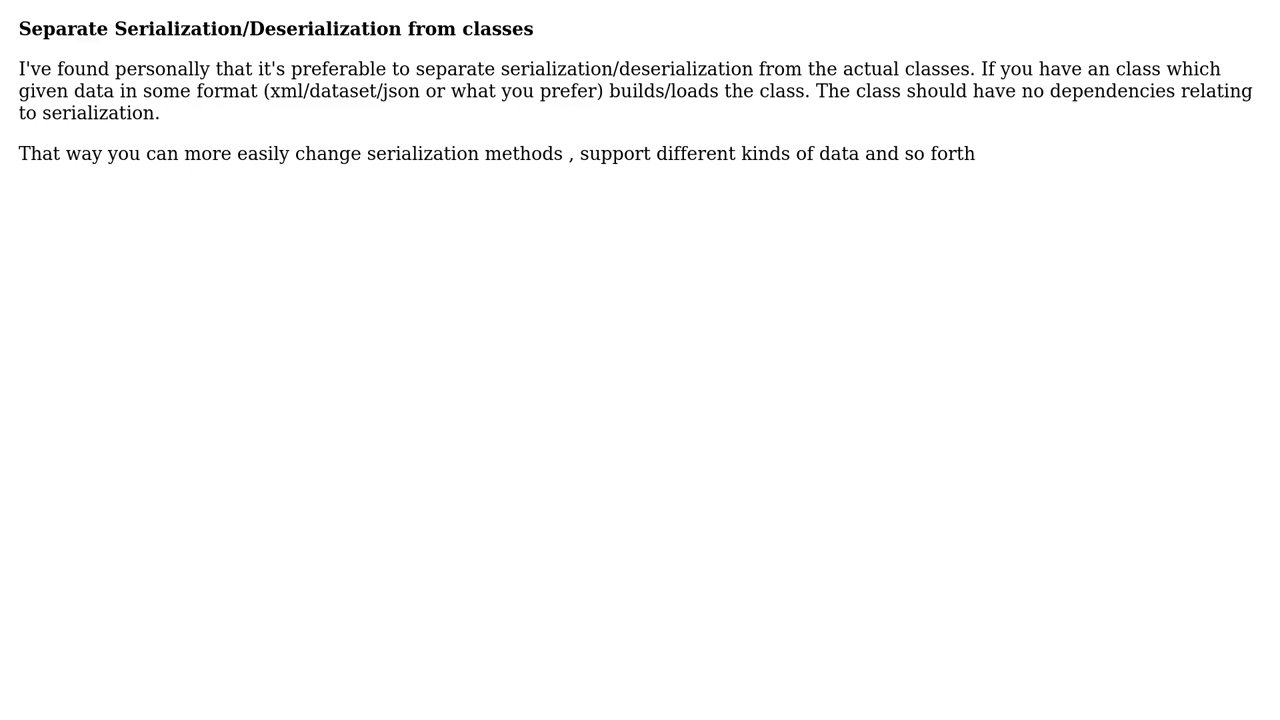 Separate Serialization/Deserialization from classes
I've found personally that it's preferable to separate serialization/deserialization from the actual classes. If you have an class which
given data in some format (xml/dataset/json or what you prefer) builds/loads the class. The class should have no dependencies relating
to serialization.
That way you can more easily change serialization methods , support different kinds of data and so forth